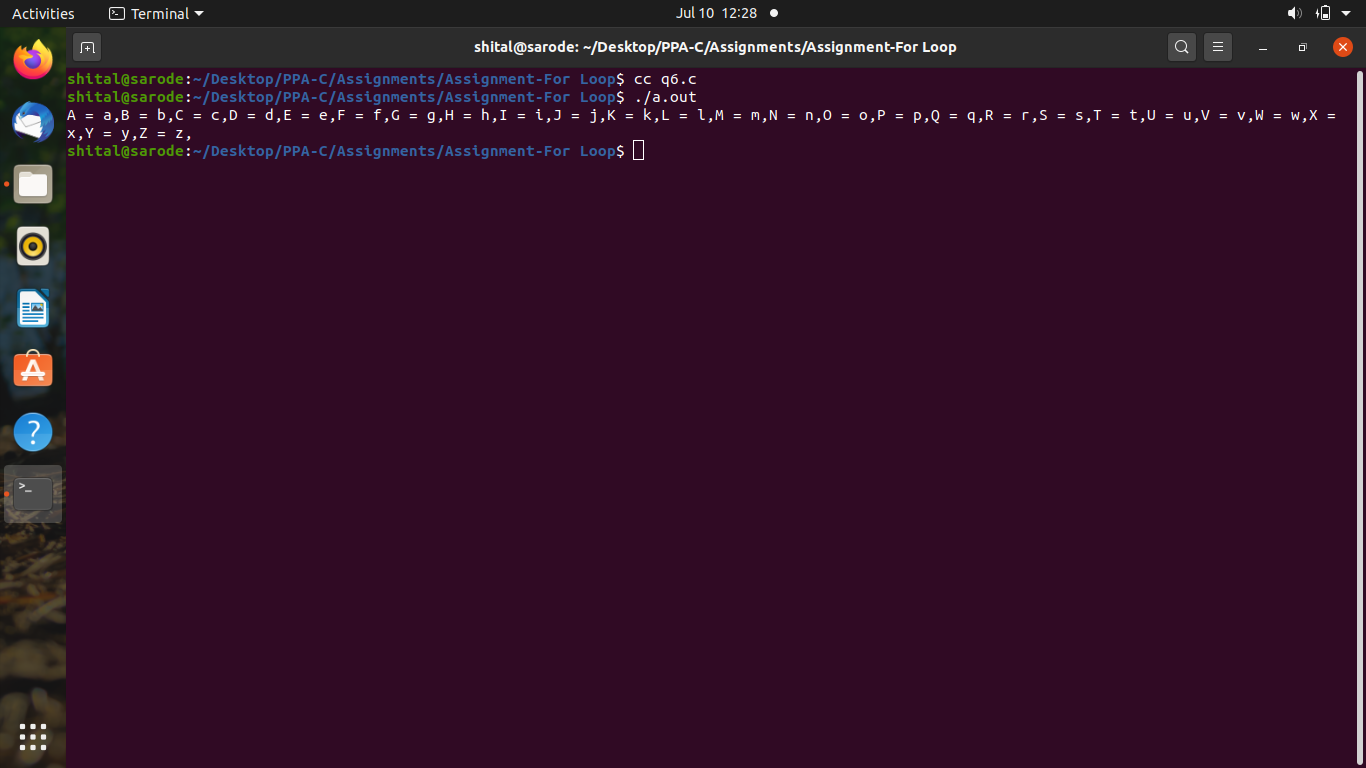 Activities Terminal Jul 10 12:28
shital@sarode: ~/Desktop/PPA-C/Assignments/Assignment-For Loop
shital@sarode:~/Desktop/PPA-C/Assignments/Assignment-For Loop$ cc q6.c
shital@sarode:~/Desktop/PPA-C/Assignments/Assignment-For Loop$ ./a.out
A = a,B = b,C = c,D = d,E = e,F = f,G = g,H = h,I = i,J = j,K = k,L = l,M = m,N = n,O = o,P = p,Q = q,R = r,S = s,T = t,U = u,V = v,W = w,X =
x,Y = y,Z = z,
shital@sarode:~/Desktop/PPA-C/Assignments/Assignment-For Loop$